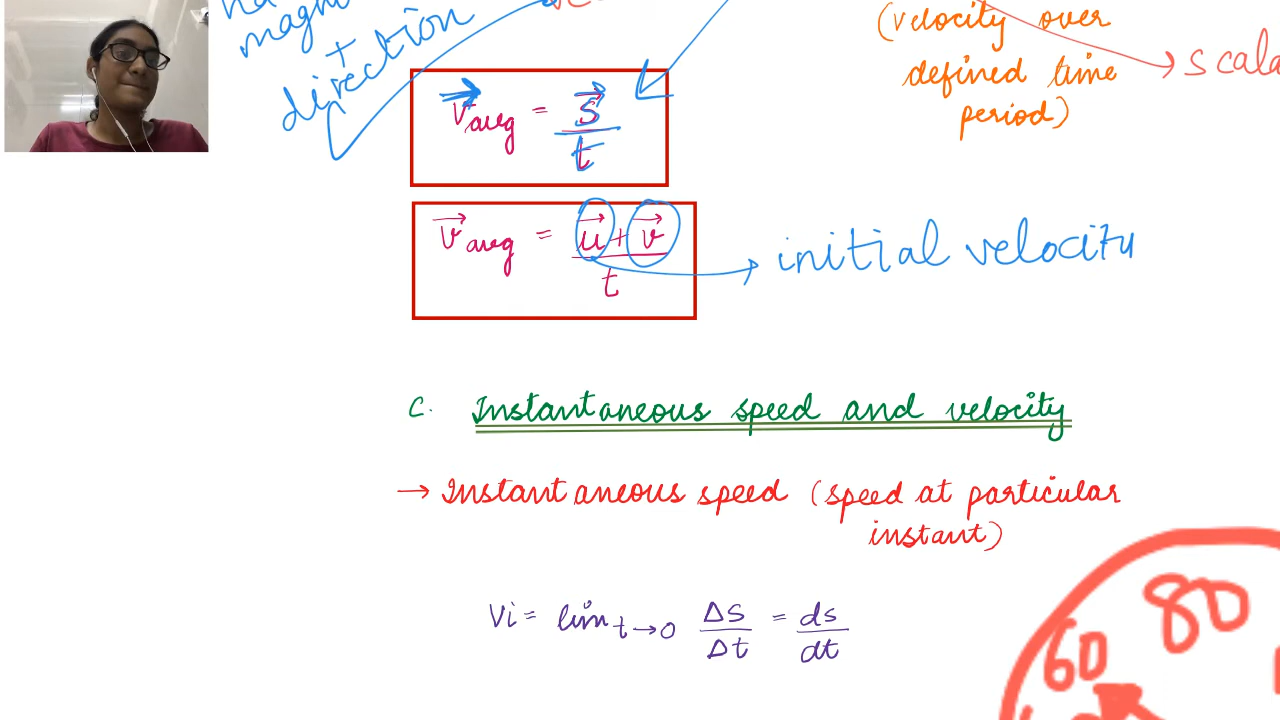 magni
+
direction
(velocity over
defined time
period)
scala
v avg = s / t
v avg = u + v / t
initial velocity
C. Instantaneous speed and velocity
→ Instantaneous speed (speed at particular
instant)
Vi = lim t→0 Δs / Δt = ds / dt
80
60